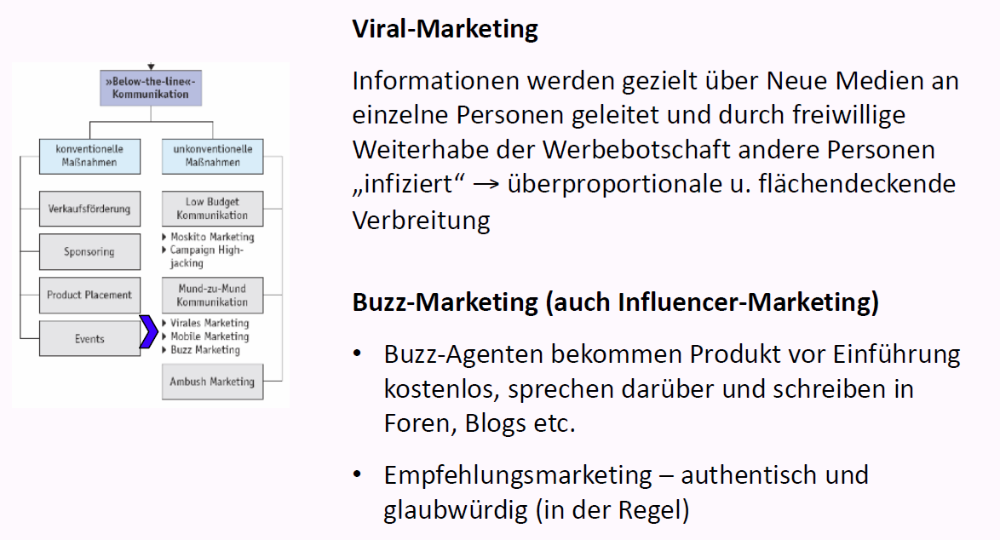 »Below-the-line«-
Kommunikation
konventionelle
Maßnahmen
Verkaufsförderung
Sponsoring
Product Placement
Events
unkonventionelle
Maßnahmen
Low Budget
Kommunikation
Moskito Marketing
Campaign High-
jacking
Mund-zu-Mund
Kommunikation
Virales Marketing
Mobile Marketing
Buzz Marketing
Ambush Marketing
Viral-Marketing
Informationen werden gezielt über Neue Medien an
einzelne Personen geleitet und durch freiwillige
Weiterhabe der Werbebotschaft andere Personen
„infiziert“ → überproportionale u. flächendeckende
Verbreitung
Buzz-Marketing (auch Influencer-Marketing)
• Buzz-Agenten bekommen Produkt vor Einführung
kostenlos, sprechen darüber und schreiben in
Foren, Blogs etc.
• Empfehlungsmarketing – authentisch und
glaubwürdig (in der Regel)